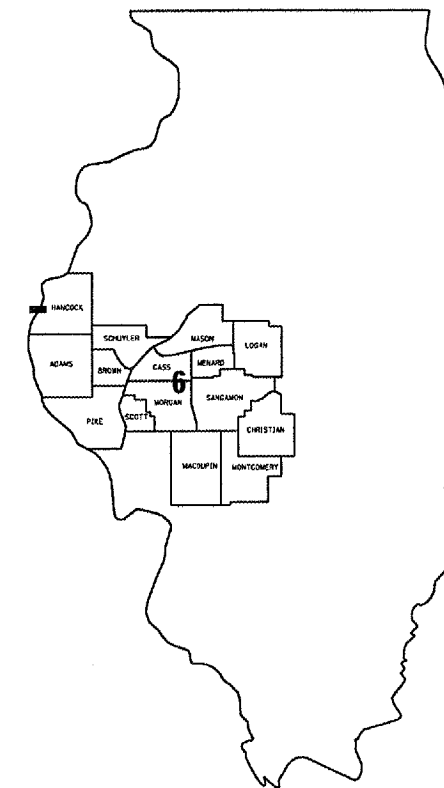 HANCOCK
SCHUYLER
MASON
LOGAN
ADAMS
BROWN
CASS
MENARD
6
PIKE
SCOTT
MORGAN
SANGAMON
CHRISTIAN
MACOUPIN
MONTGOMERY